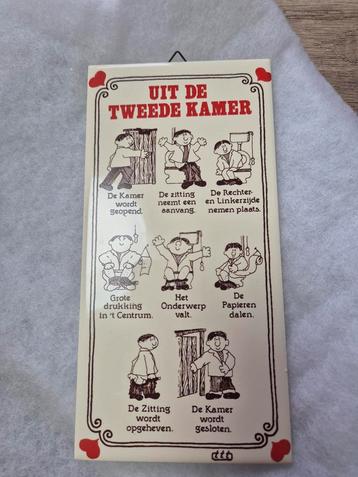 UIT DE
TWEEDE KAMER
De Kamer
wordt
geopend.
De zitting
neemt een
aanvang.
De Rechter-
en Linkerzijde
nemen plaats.
Grote
drukking
in 't Centrum.
Het
Onderwerp
valt.
De
Papieren
dalen.
De Zitting
wordt
opgeheven.
De Kamer
wordt
gesloten.